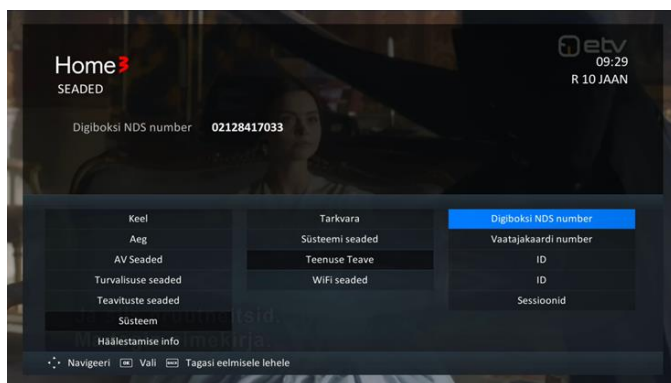 etv
Home3
09:29
SEADED
R 10 JAAN
Digiboksi NDS number 02128417033
Keel
Aeg
AV Seaded
Turvalisuse seaded
Teavituste seaded
Süsteem
Häälestamise info
Tarkvara
Süsteemi seaded
Teenuse Teave
WiFi seaded
Digiboksi NDS number
Vaatajakaardi number
ID
ID
Sessioonid
Navigeeri OK Vali BACK Tagasi eelmisele lehele